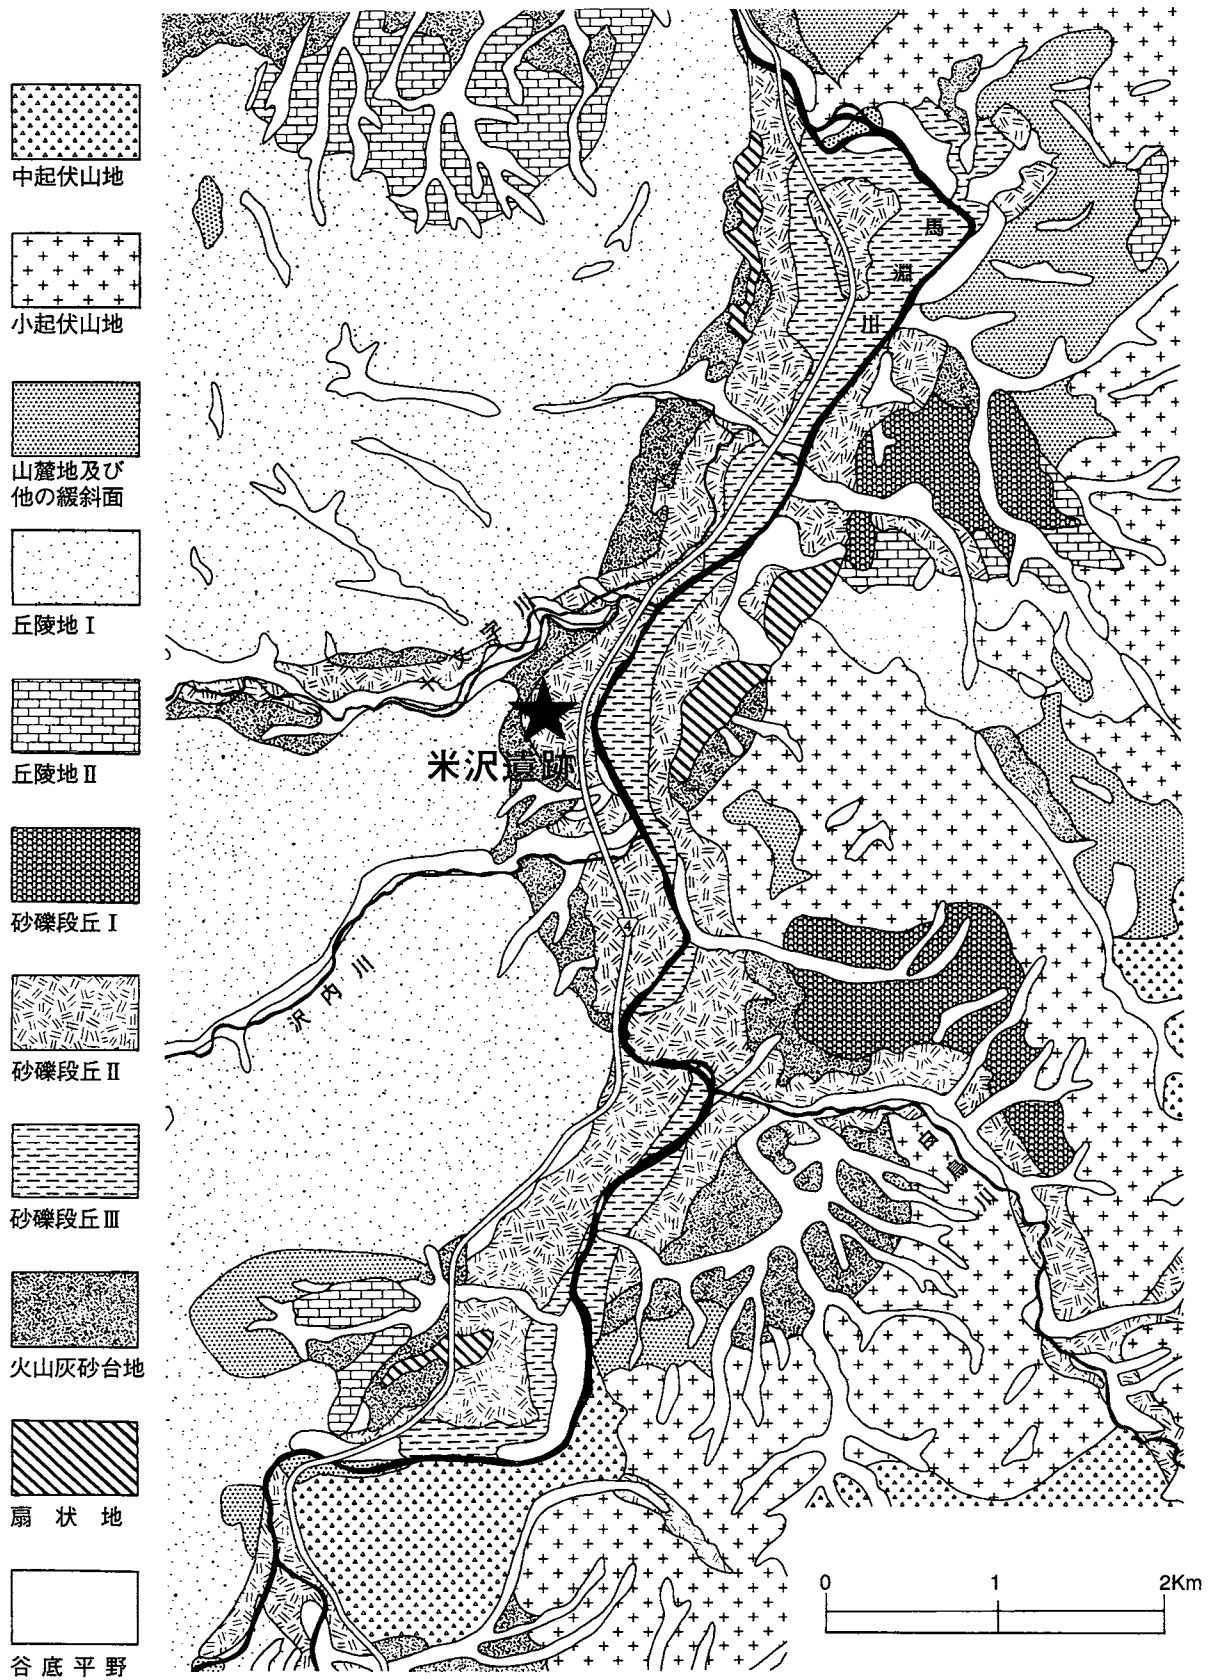 中起伏山地
小起伏山地
山麓地及び
他の緩斜面
丘陵地Ⅰ
丘陵地Ⅱ
砂礫段丘Ⅰ
砂礫段丘Ⅱ
砂礫段丘Ⅲ
火山灰砂台地
扇状地
谷底平野
馬淵川
米沢遺跡
沢内川
4
0 1 2Km